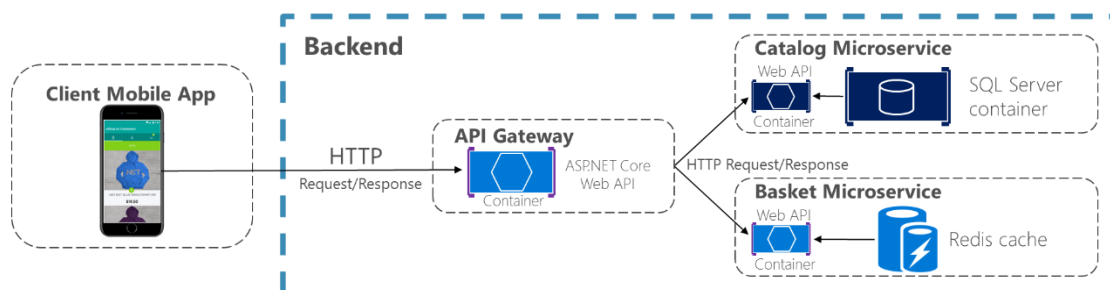 Backend
Client Mobile App
.NET
HTTP
Request/Response
API Gateway
ASP.NET Core
Web API
Container
HTTP Request/Response
Catalog Microservice
Web API
Container
SQL Server
container
Basket Microservice
Web API
Container
Redis cache